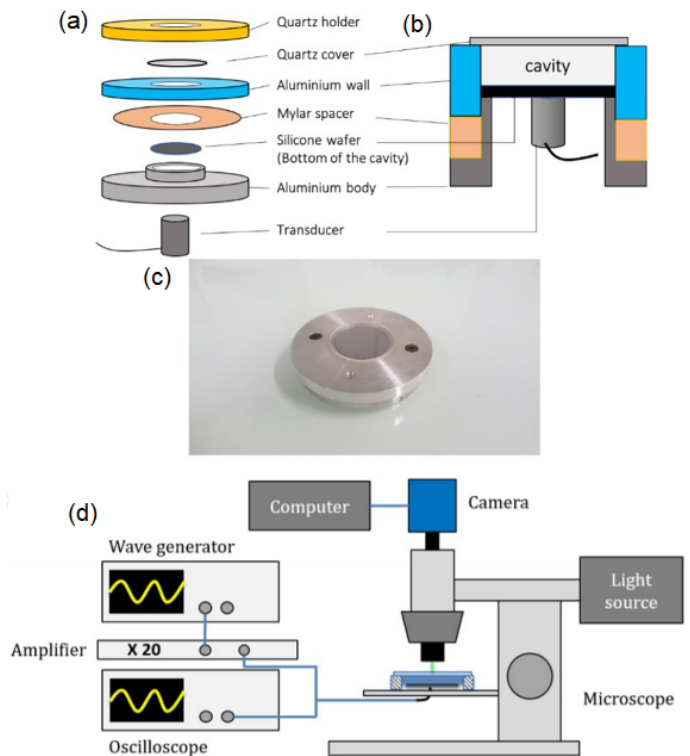 (a)
Quartz holder
(b)
Quartz cover
cavity
Aluminium wall
Mylar spacer
Silicone wafer
(Bottom of the cavity)
Aluminium body
Transducer
(c)
(d)
Computer
Camera
Wave generator
Light
source
Amplifier
X 20
Microscope
Oscilloscope